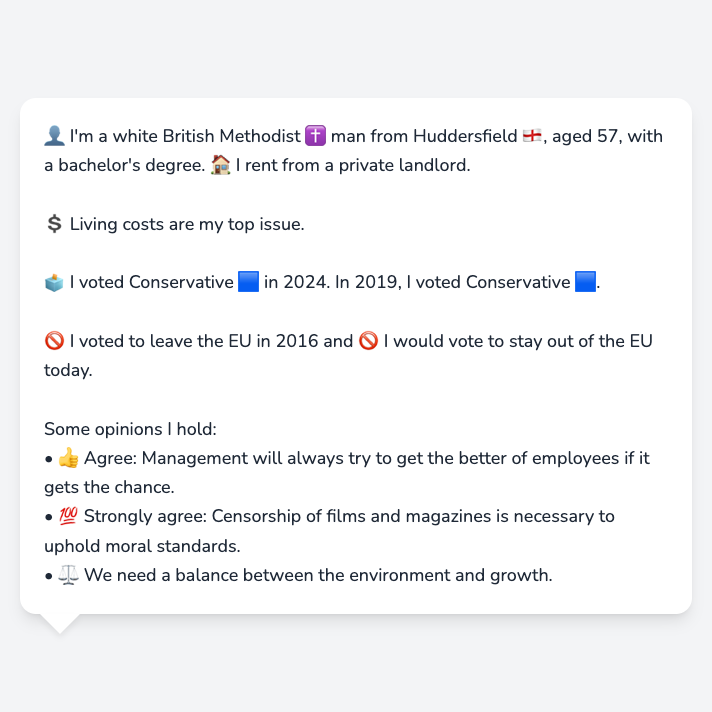 👤 I'm a white British Methodist ✝️ man from Huddersfield 🏴󠁧󠁢󠁥󠁮󠁧󠁿, aged 57, with
a bachelor's degree. 🏠 I rent from a private landlord.
💲 Living costs are my top issue.
🗳️ I voted Conservative 🟦 in 2024. In 2019, I voted Conservative 🟦.
🚫 I voted to leave the EU in 2016 and 🚫 I would vote to stay out of the EU
today.
Some opinions I hold:
• 👍 Agree: Management will always try to get the better of employees if it
gets the chance.
• 💯 Strongly agree: Censorship of films and magazines is necessary to
uphold moral standards.
• ⚖️ We need a balance between the environment and growth.